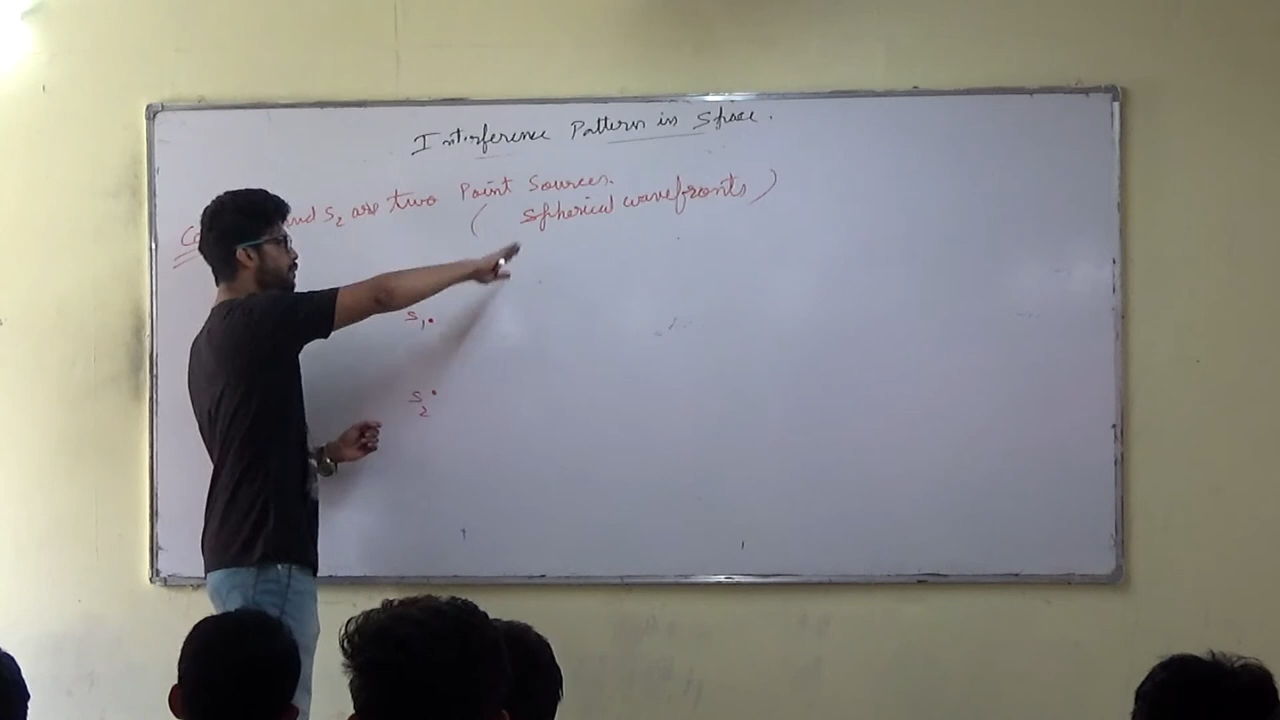 Interference Pattern in Space.
and S2 are two Point Sources.
( Spherical wavefronts )
S1
S2